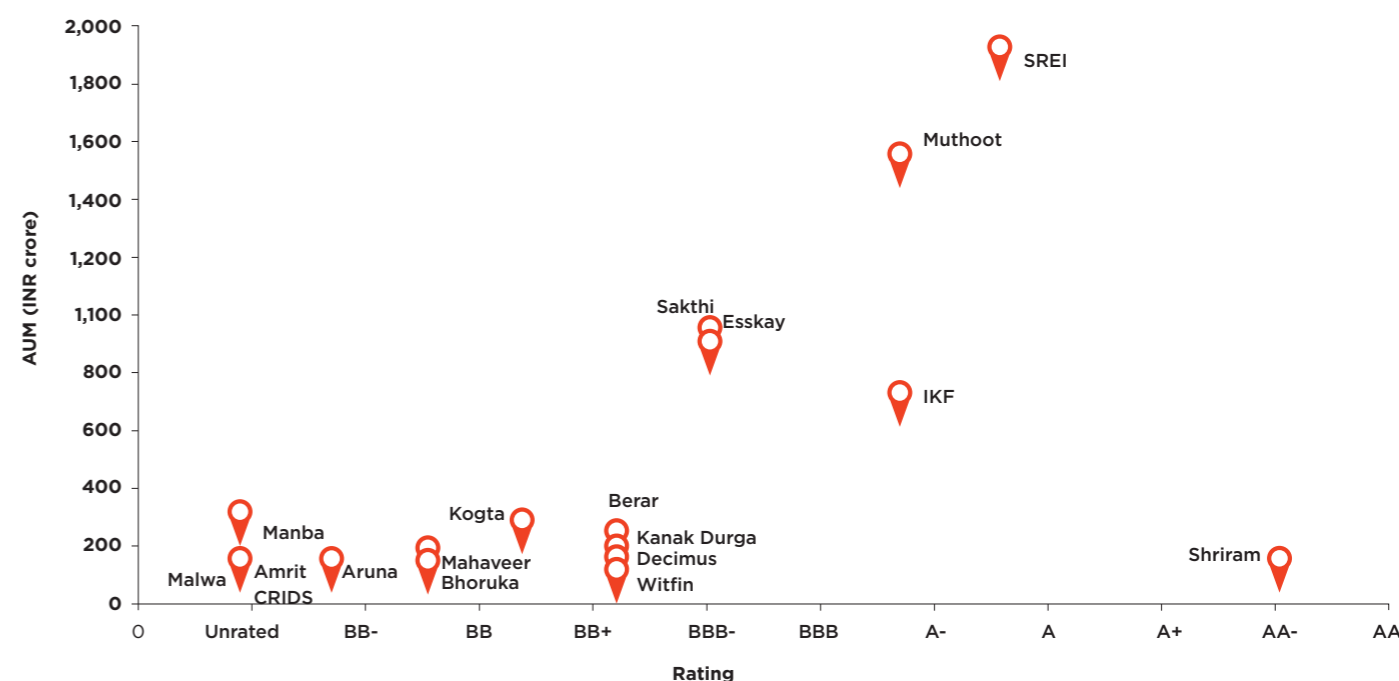 2,000
1,800
1,600
1,400
1,200
1,100
800
600
400
200
0
AUM (INR crore)
SREI
Muthoot
Sakthi
Esskay
IKF
Berar
Kogta
Manba
Kanak Durga
Decimus
Witfin
Mahaveer
Bhoruka
Malwa
Amrit
CRIDS
Aruna
Shriram
0 Unrated BB- BB BB+ BBB- BBB A- A A+ AA- AA
Rating